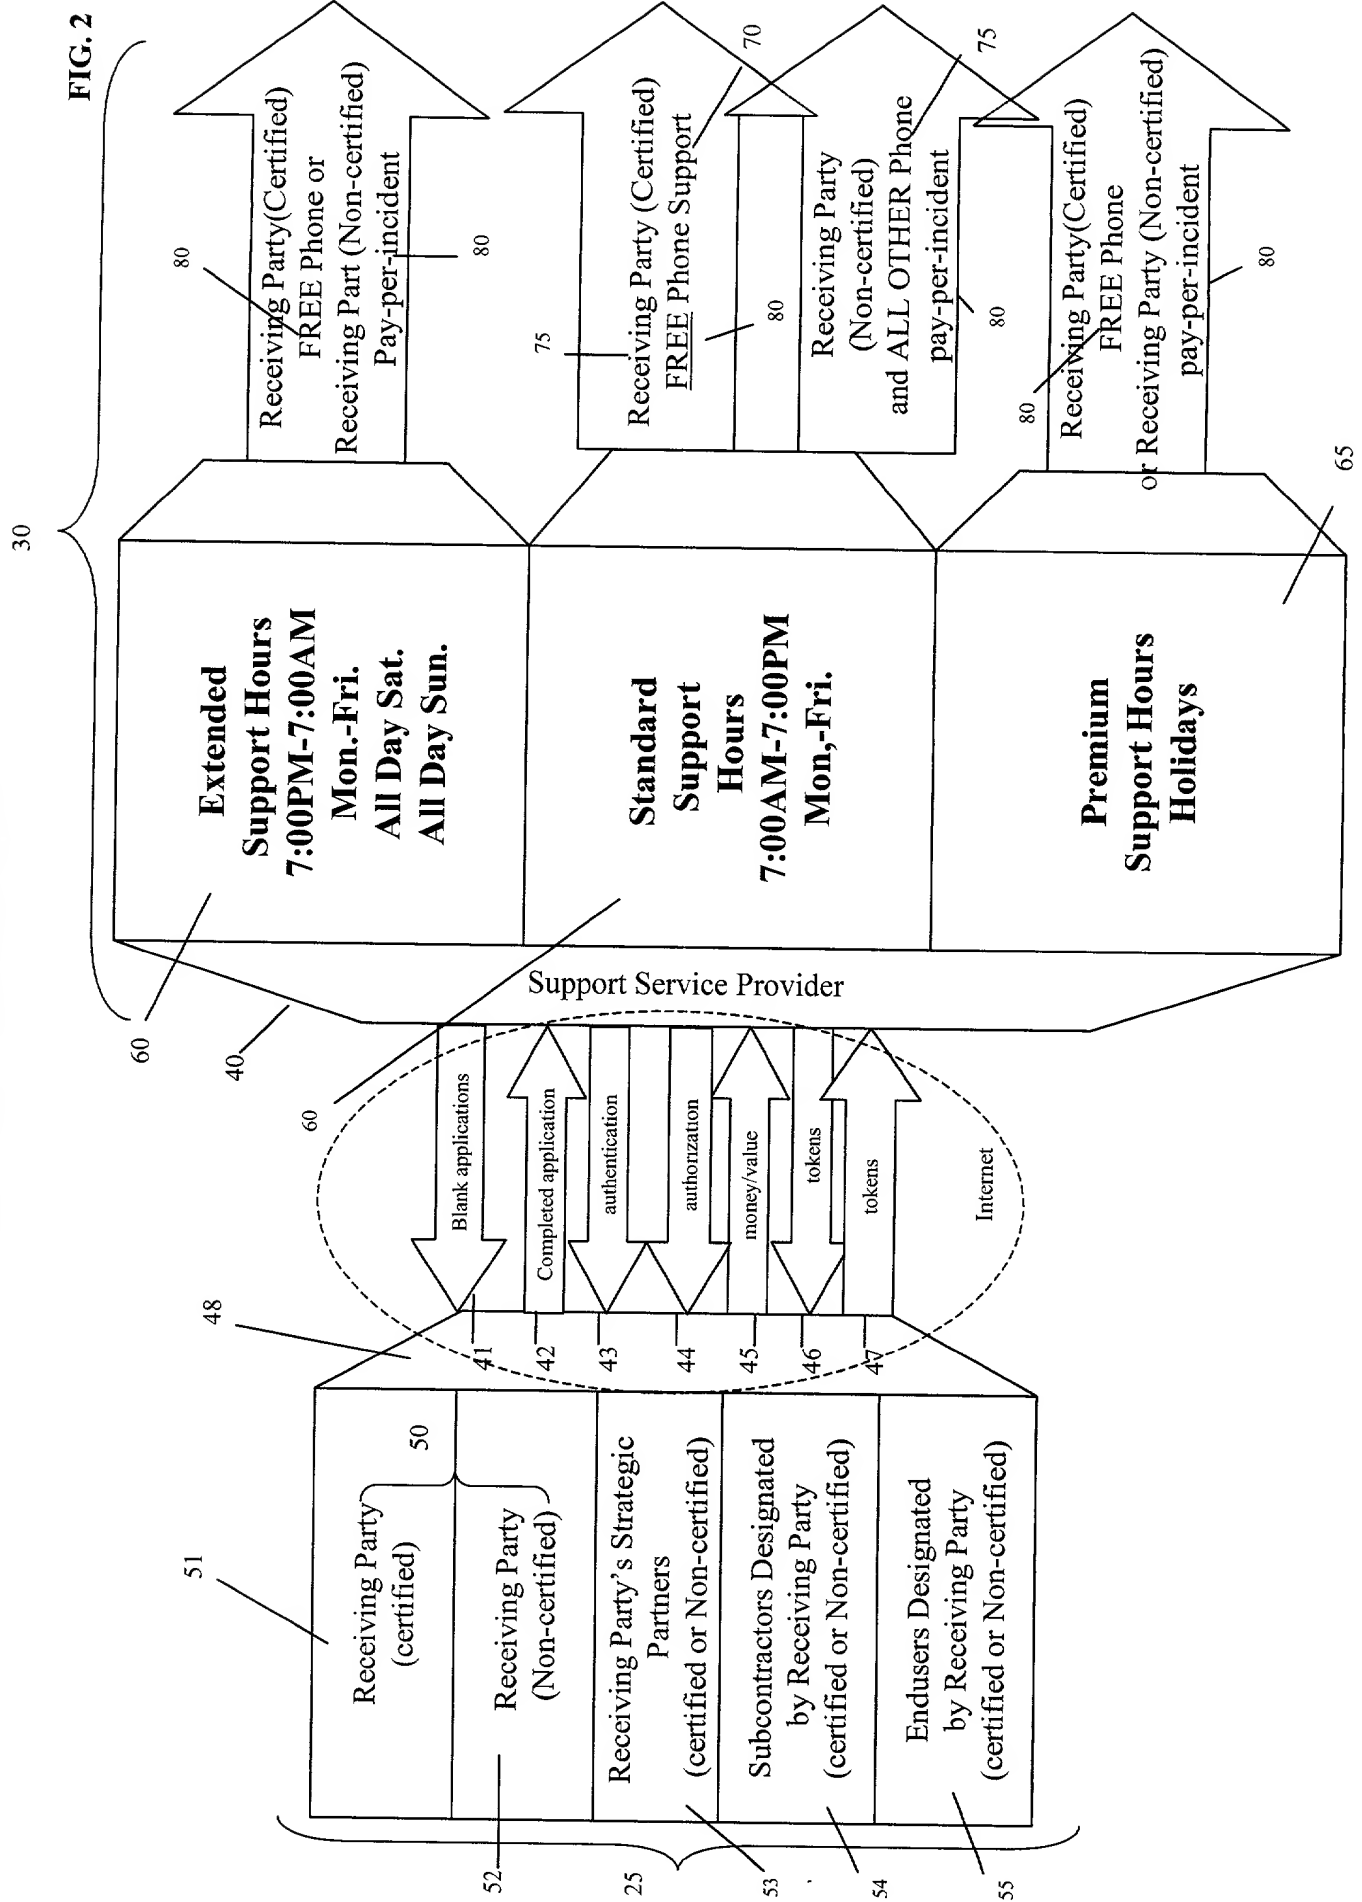 FIG. 2
30
25
51
Receiving Party
(certified)
50
52
Receiving Party
(Non-certified)
53
Receiving Party's Strategic
Partners
(certified or Non-certified)
54
Subcontractors Designated
by Receiving Party
(certified or Non-certified)
55
Endusers Designated
by Receiving Party
(certified or Non-certified)
48
41
42
43
44
45
46
47
Blank applications
Completed application
authentication
authorization
money/value
tokens
tokens
Internet
40
Support Service Provider
60
60
Extended
Support Hours
7:00PM-7:00AM
Mon.-Fri.
All Day Sat.
All Day Sun.
Standard
Support
Hours
7:00AM-7:00PM
Mon,-Fri.
Premium
Support Hours
Holidays
65
80
Receiving Party(Certified)
FREE Phone or
Receiving Part (Non-certified)
Pay-per-incident
80
75
Receiving Party (Certified)
FREE Phone Support
70
80
Receiving Party
(Non-certified)
and ALL OTHER Phone
pay-per-incident
75
80
80
Receiving Party(Certified)
FREE Phone
or Receiving Party (Non-certified)
pay-per-incident
80